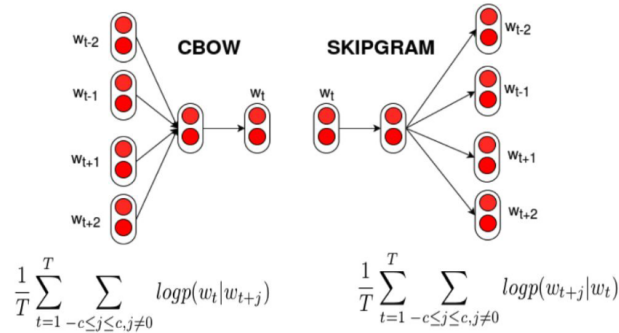 CBOW
w_{t-2}
w_{t-1}
w_{t+1}
w_{t+2}
w_t
\frac{1}{T} \sum_{t=1}^{T} \sum_{-c \leq j \leq c, j \neq 0} logp(w_t|w_{t+j})
SKIPGRAM
w_t
w_{t-2}
w_{t-1}
w_{t+1}
w_{t+2}
\frac{1}{T} \sum_{t=1}^{T} \sum_{-c \leq j \leq c, j \neq 0} logp(w_{t+j}|w_t)